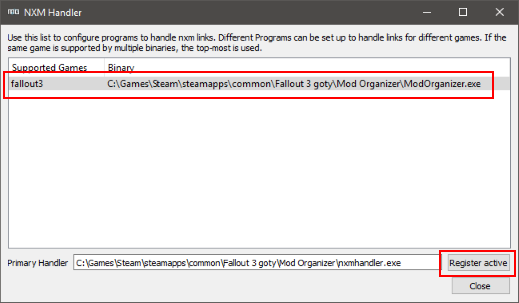 NXM Handler
Use this list to configure programs to handle nxm links. Different Programs can be set up to handle links for different games. If the
same game is supported by multiple binaries, the top-most is used.
Supported Games Binary
fallout3 C:\Games\Steam\steamapps\common\Fallout 3 goty\Mod Organizer\ModOrganizer.exe
Primary Handler C:\Games\Steam\steamapps\common\Fallout 3 goty\Mod Organizer\nxmhandler.exe Register active
Close